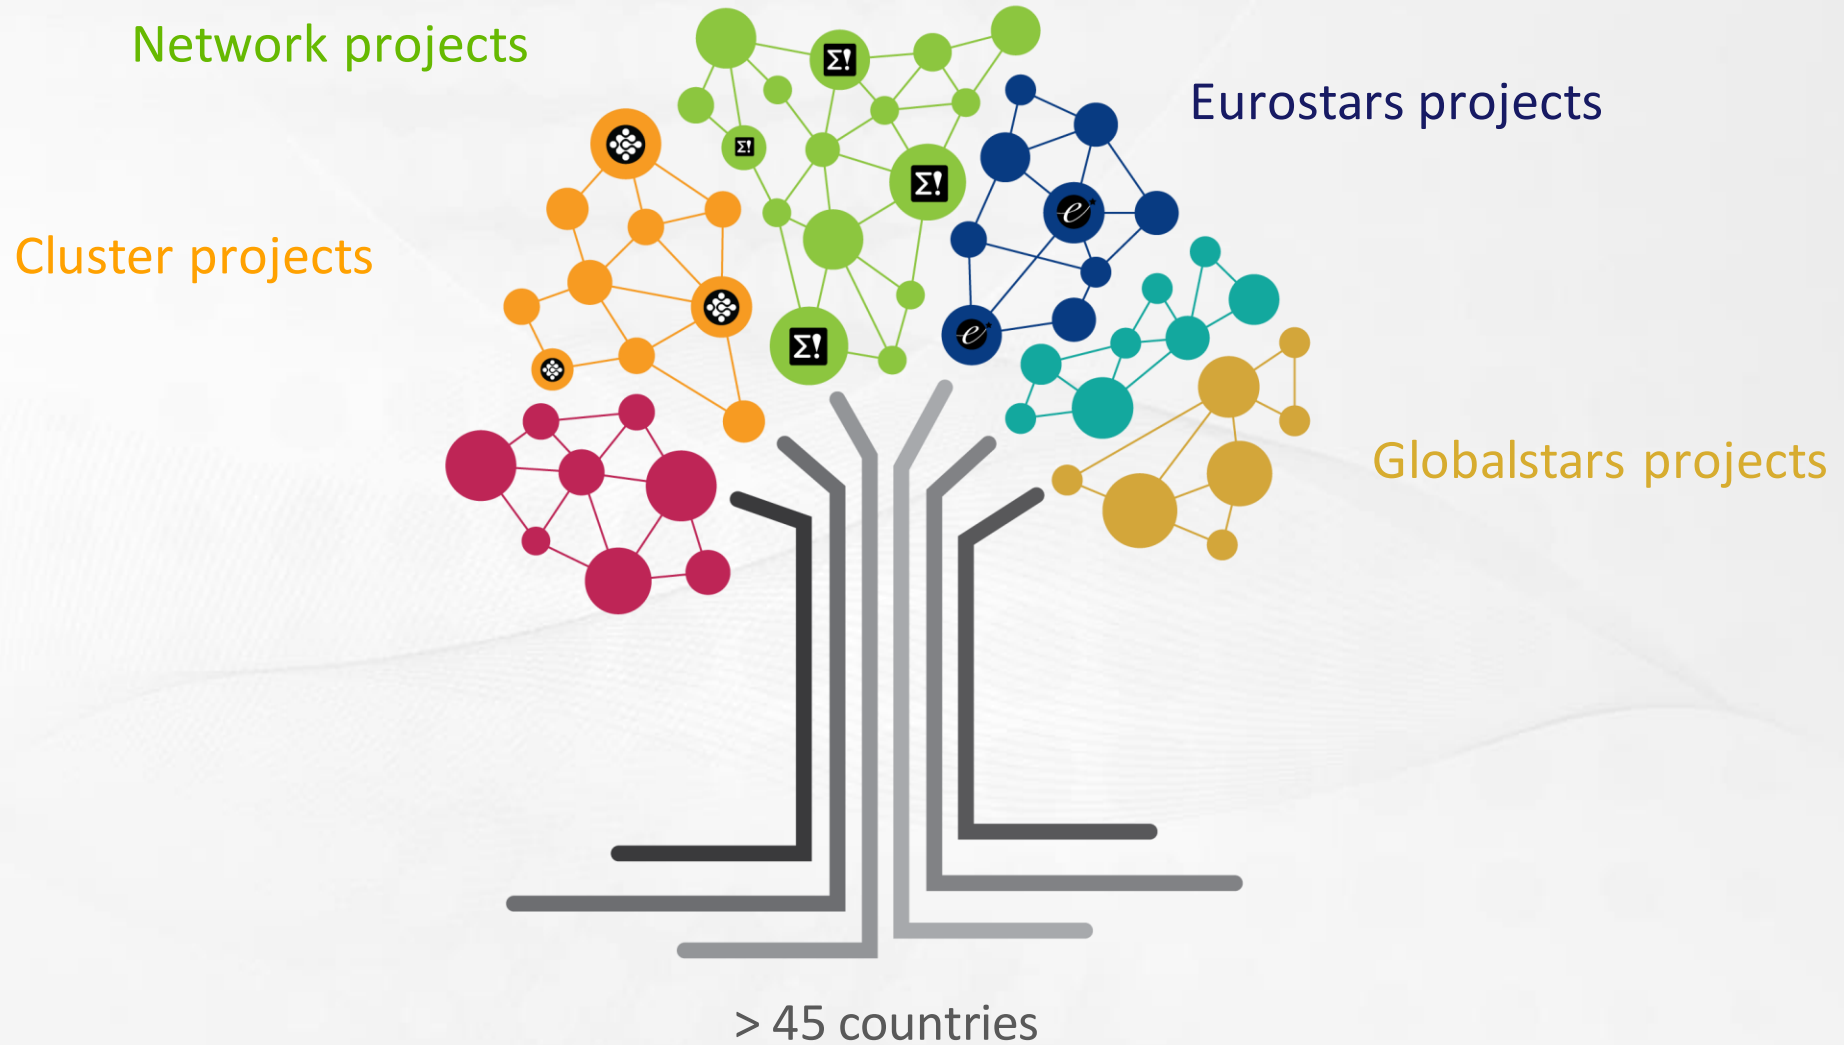 Network projects
Σ!
Σ!
Σ!
Σ!
Eurostars projects
e*
e*
Cluster projects
Globalstars projects
> 45 countries